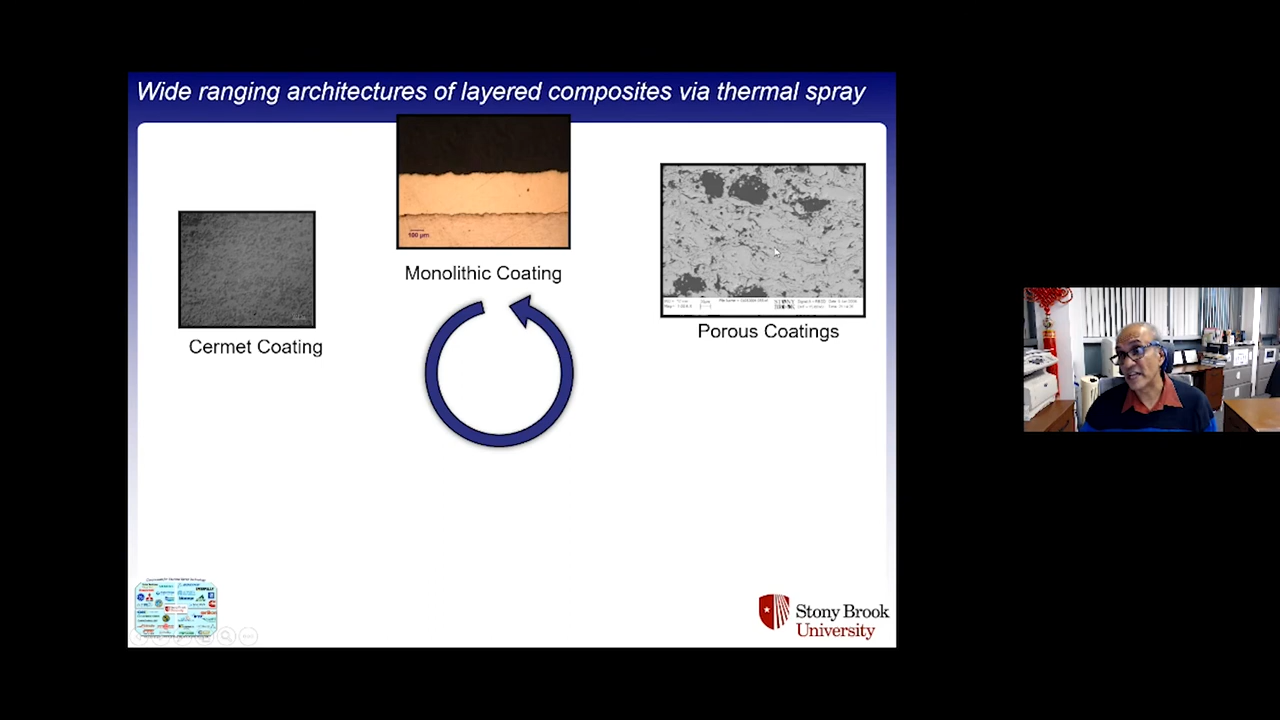 Wide ranging architectures of layered composites via thermal spray
100 µm
Monolithic Coating
Cermet Coating
Porous Coatings
Stony Brook
University